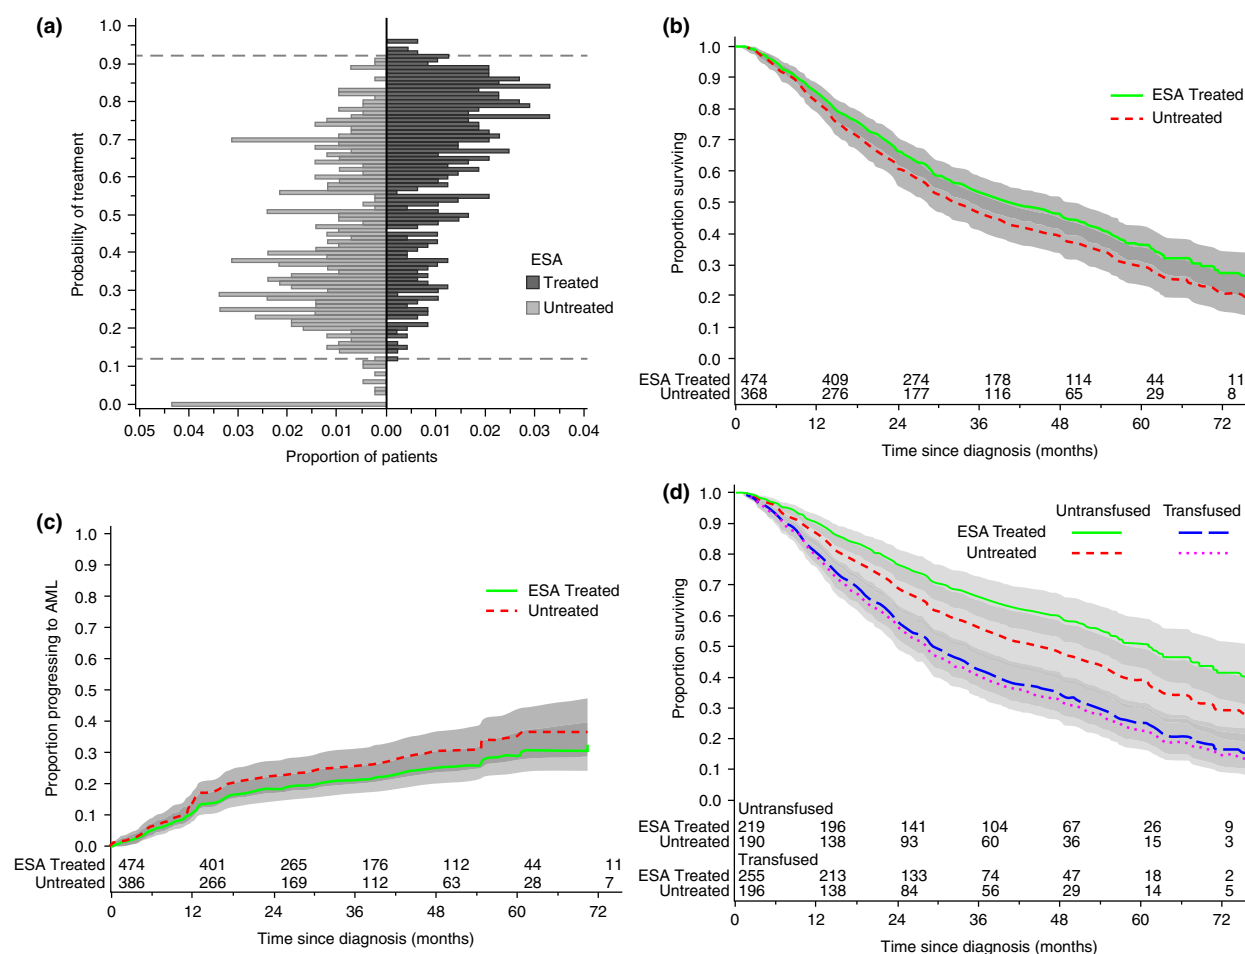 (a)
1.0
0.9
0.8
0.7
0.6
0.5
0.4
0.3
0.2
0.1
0.0
Probability of treatment
ESA
Treated
Untreated
0.05 0.03 0.02 0.01 0.00 0.01 0.02 0.03 0.04
Proportion of patients
(b)
1.0
0.9
0.8
0.7
0.6
0.5
0.4
0.3
0.2
0.1
0.0
Proportion surviving
ESA Treated
Untreated
ESA Treated 474 409 274 178 114 44 11
Untreated 368 276 177 116 65 29 8
0 12 24 36 48 60 72
Time since diagnosis (months)
(c)
1.0
0.9
0.8
0.7
0.6
0.5
0.4
0.3
0.2
0.1
0.0
Proportion progressing to AML
ESA Treated
Untreated
ESA Treated 474 401 265 176 112 44 11
Untreated 386 266 169 112 63 28 7
0 12 24 36 48 60 72
Time since diagnosis (months)
(d)
1.0
0.9
0.8
0.7
0.6
0.5
0.4
0.3
0.2
0.1
0.0
Proportion surviving
Untransfused Transfused
ESA Treated
Untreated
Untransfused
ESA Treated 219 196 141 104 67 26 9
Untreated 190 138 93 60 36 15 3
Transfused
ESA Treated 255 213 133 74 47 18 2
Untreated 196 138 84 56 29 14 5
0 12 24 36 48 60 72
Time since diagnosis (months)